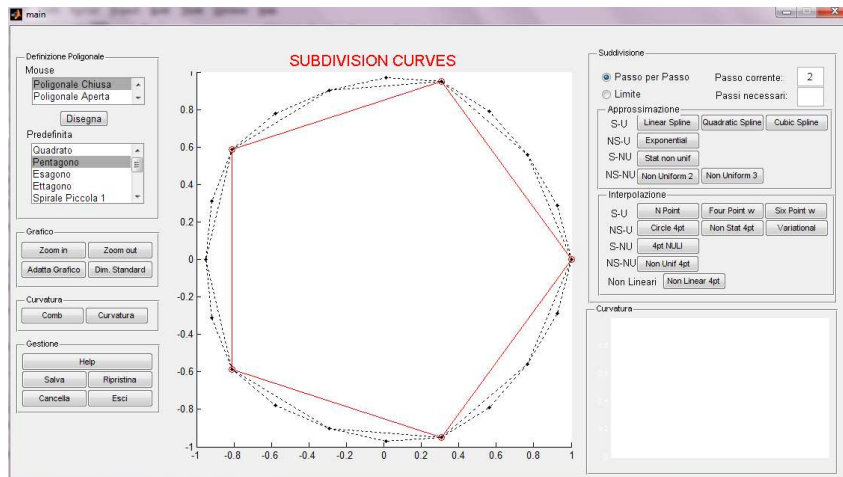 main
Definizione Poligonale
Mouse
Poligonale Chiusa
Poligonale Aperta
Disegna
Predefinita
Quadrato
Pentagono
Esagono
Ettagono
Spirale Piccola 1
Grafico
Zoom in
Zoom out
Adatta Grafico
Dim. Standard
Curvatura
Comb
Curvatura
Gestione
Help
Salva
Ripristina
Cancella
Esci
SUBDIVISION CURVES
1
0.8
0.6
0.4
0.2
0
-0.2
-0.4
-0.6
-0.8
-1
-1 -0.8 -0.6 -0.4 -0.2 0 0.2 0.4 0.6 0.8 1
Suddivisione
Passo per Passo
Passo corrente: 2
Limite
Passi necessari:
Approssimazione
S-U Linear Spline Quadratic Spline Cubic Spline
NS-U Exponential
S-NU Stat non unif
NS-NU Non Uniform 2 Non Uniform 3
Interpolazione
S-U N Point Four Point w Six Point w
NS-U Circle 4pt Non Stat 4pt Variational
S-NU 4pt NULI
NS-NU Non Unif 4pt
Non Lineari Non Linear 4pt
Curvatura